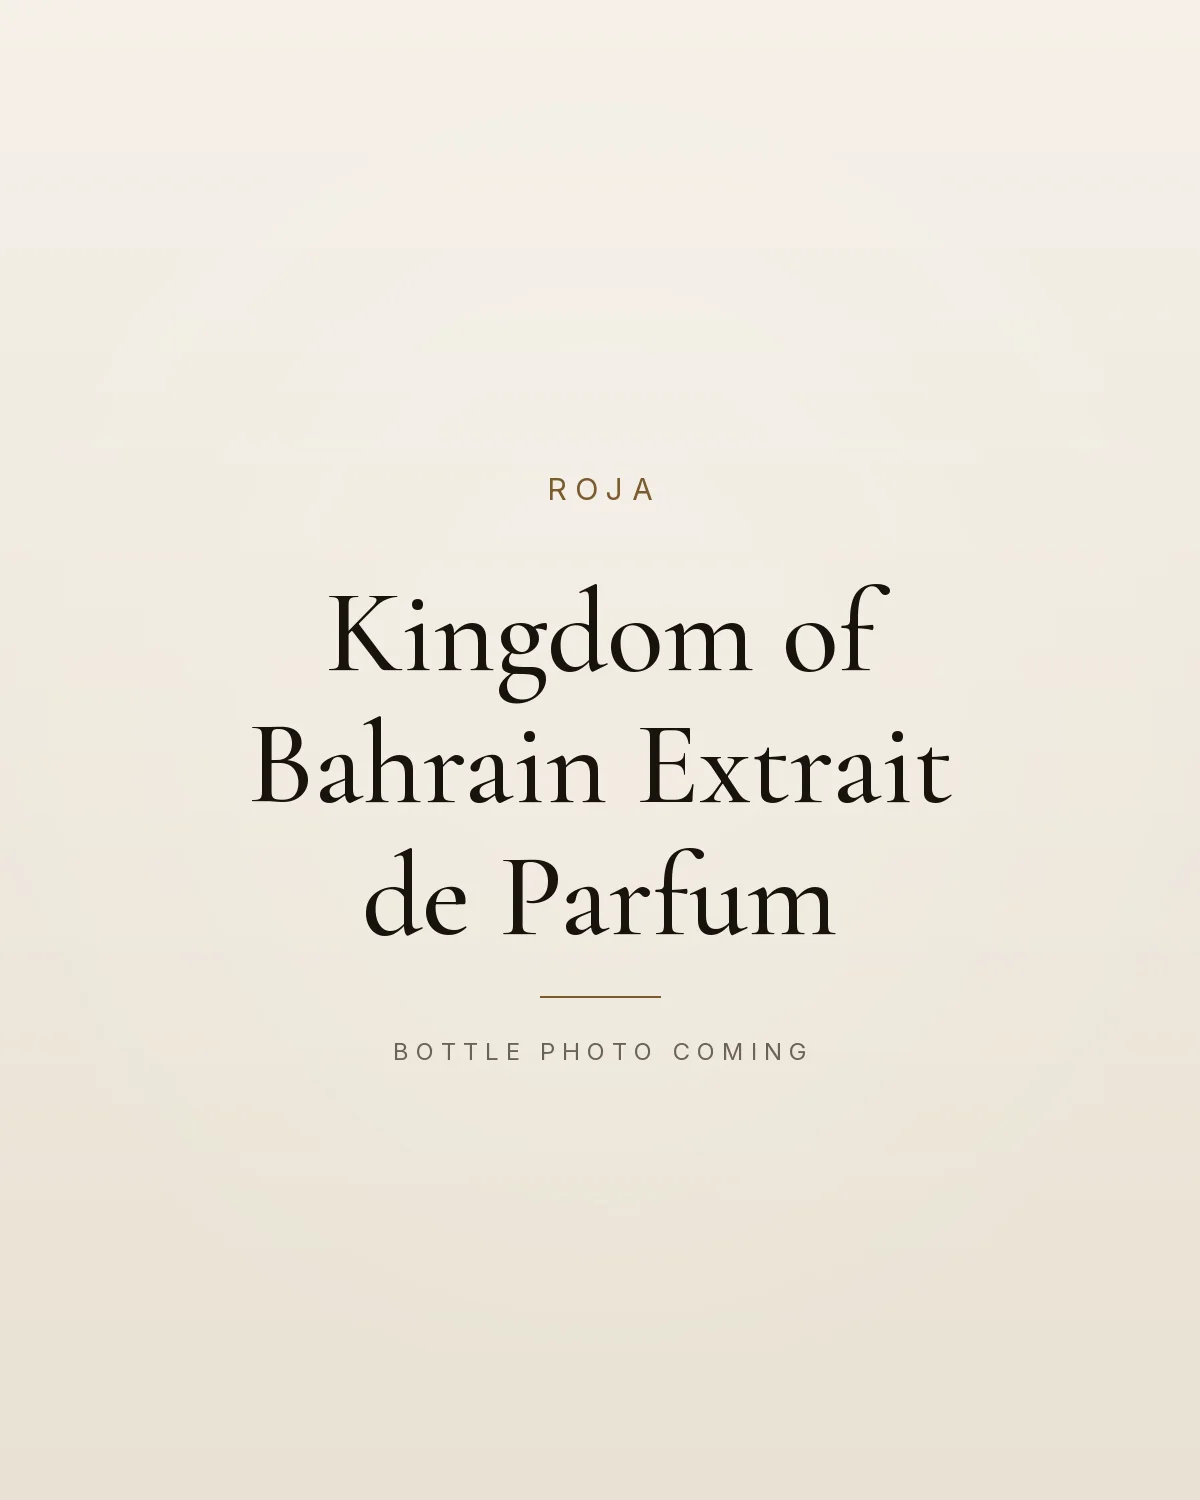 ROJA
Kingdom of
Bahrain Extrait
de Parfum
BOTTLE PHOTO COMING